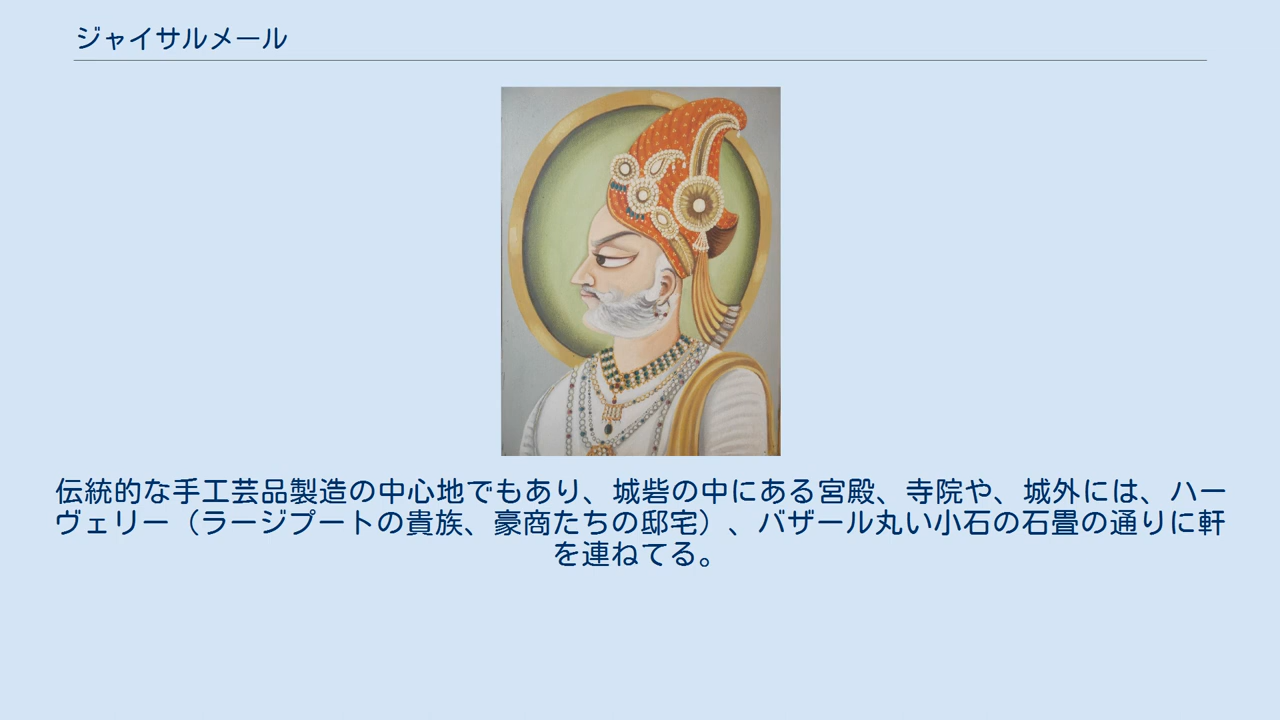 ジャイサルメール
伝統的な手工芸品製造の中心地でもあり、城砦の中にある宮殿、寺院や、城外には、ハー
ヴェリー（ラージプートの貴族、豪商たちの邸宅）、バザール丸い小石の石畳の通りに軒
を連ねてる。